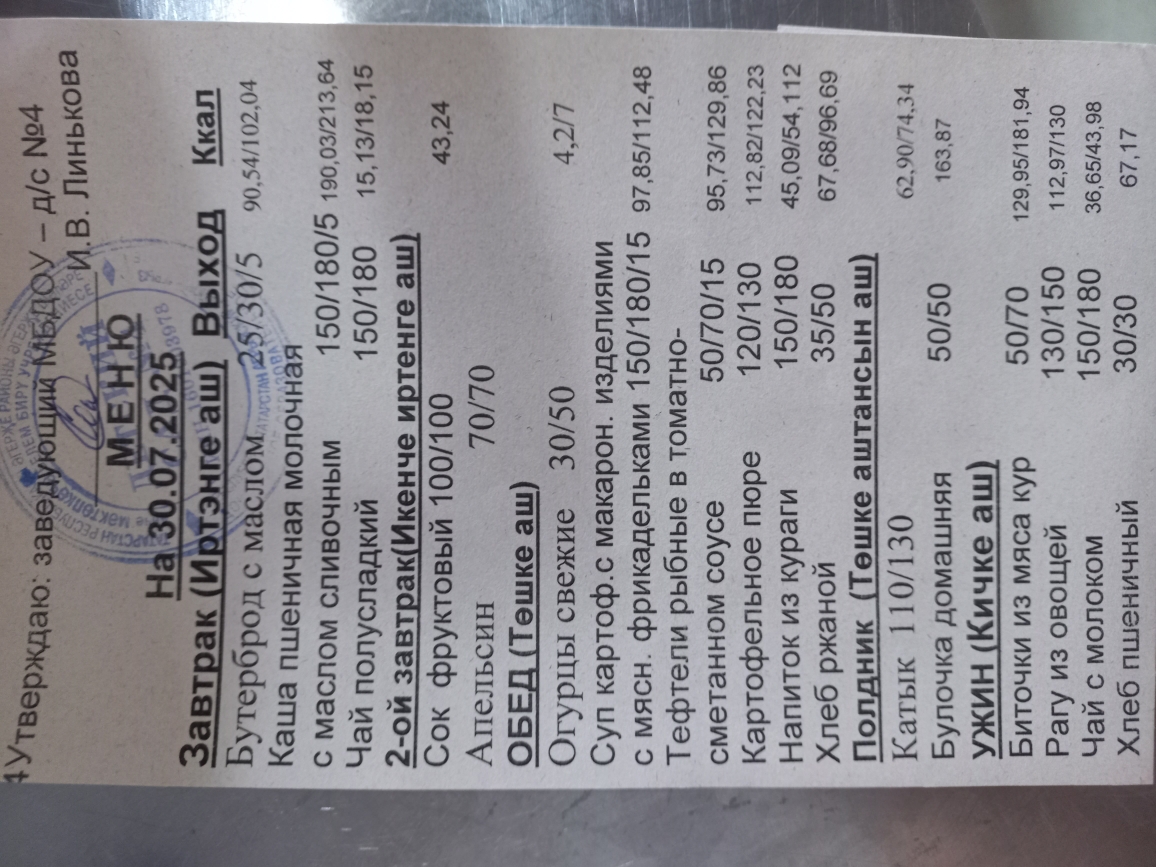 Утверждаю: заведующий МБДОУ – д/с №4
И.В. Линькова
М Е Н Ю
На 30.07.2025
Завтрак (Иртэнге аш) Выход Ккал
Бутерброд с маслом 25/30/5 90,54/102,04
Каша пшеничная молочная
с маслом сливочным 150/180/5 190,03/213,64
Чай полусладкий 150/180 15,13/18,15
2-ой завтрак(Икенче иртенге аш)
Сок фруктовый 100/100 43,24
Апельсин 70/70
ОБЕД (Төшке аш)
Огурцы свежие 30/50 4,2/7
Суп картоф.с макарон. изделиями
с мясн. фрикадельками 150/180/15 97,85/112,48
Тефтели рыбные в томатно-
сметанном соусе 50/70/15 95,73/129,86
Картофельное пюре 120/130 112,82/122,23
Напиток из кураги 150/180 45,09/54,112
Хлеб ржаной 35/50 67,68/96,69
Полдник (Төшке аштансын аш)
Катык 110/130 62,90/74,34
Булочка домашняя 50/50 163,87
УЖИН (Кичке аш)
Биточки из мяса кур 50/70 129,95/181,94
Рагу из овощей 130/150 112,97/130
Чай с молоком 150/180 36,65/43,98
Хлеб пшеничный 30/30 67,17